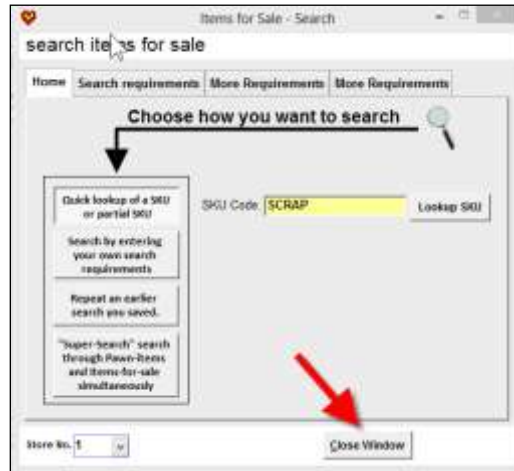 Items for Sale - Search
search items for sale
Home Search requirements More Requirements More Requirements
Choose how you want to search
Quick lookup of a SKU
or partial SKU
SKU Code: SCRAP Lookup SKU
Search by entering
your own search
requirements
Repeat an earlier
search you saved.
"Super-Search" search
through Pawn-items
and items-for-sale
simultaneously
Store No. 1 Close Window